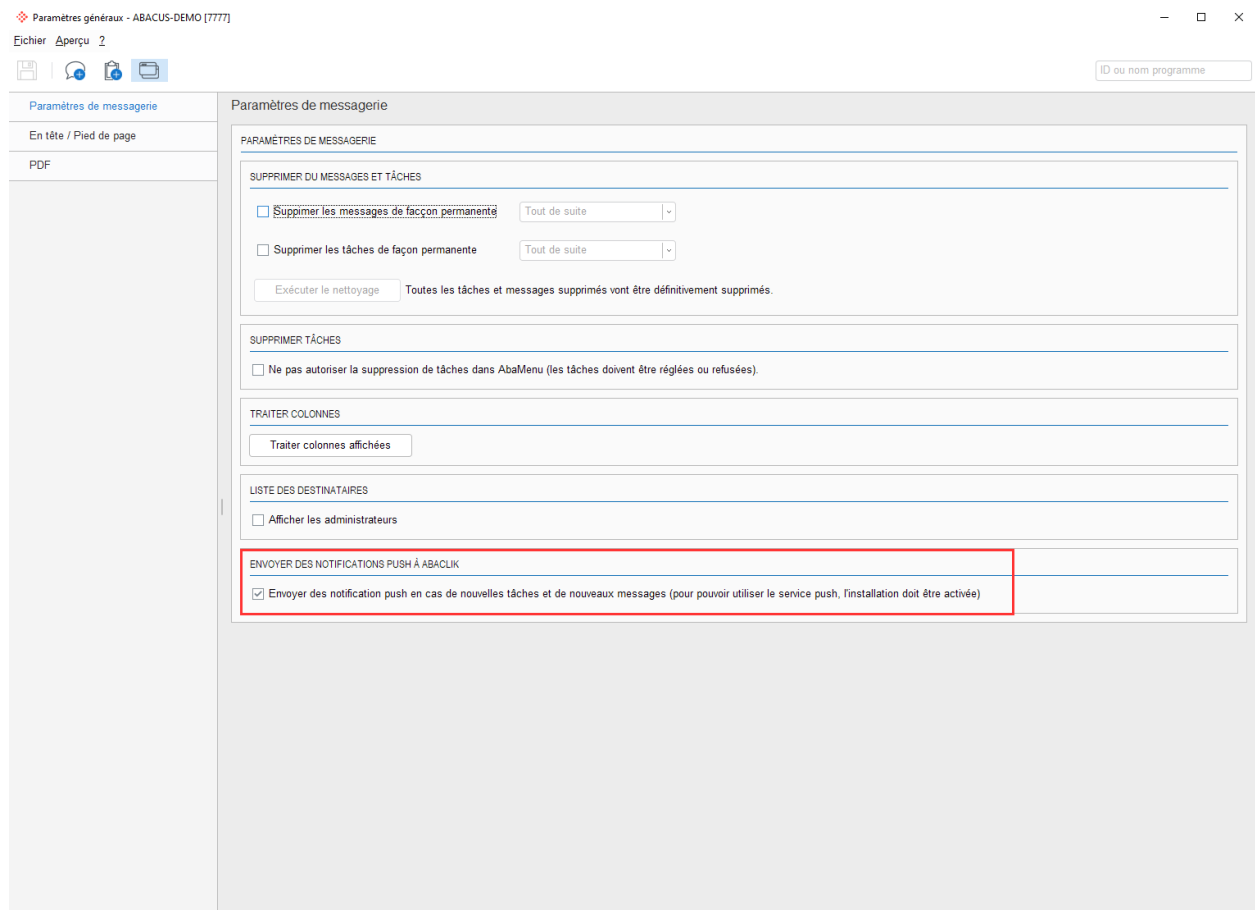 Paramètres généraux - ABACUS-DEMO [7777]
Fichier Aperçu ?
ID ou nom programme
Paramètres de messagerie
En tête / Pied de page
PDF
Paramètres de messagerie
PARAMÈTRES DE MESSAGERIE
SUPPRIMER DU MESSAGES ET TÂCHES
Suppimer les messages de facçon permanente Tout de suite
Supprimer les tâches de façon permanente Tout de suite
Exécuter le nettoyage Toutes les tâches et messages supprimés vont être définitivement supprimés.
SUPPRIMER TÂCHES
Ne pas autoriser la suppression de tâches dans AbaMenu (les tâches doivent être réglées ou refusées).
TRAITER COLONNES
Traiter colonnes affichées
LISTE DES DESTINATAIRES
Afficher les administrateurs
ENVOYER DES NOTIFICATIONS PUSH À ABACLIK
Envoyer des notification push en cas de nouvelles tâches et de nouveaux messages (pour pouvoir utiliser le service push, l'installation doit être activée)